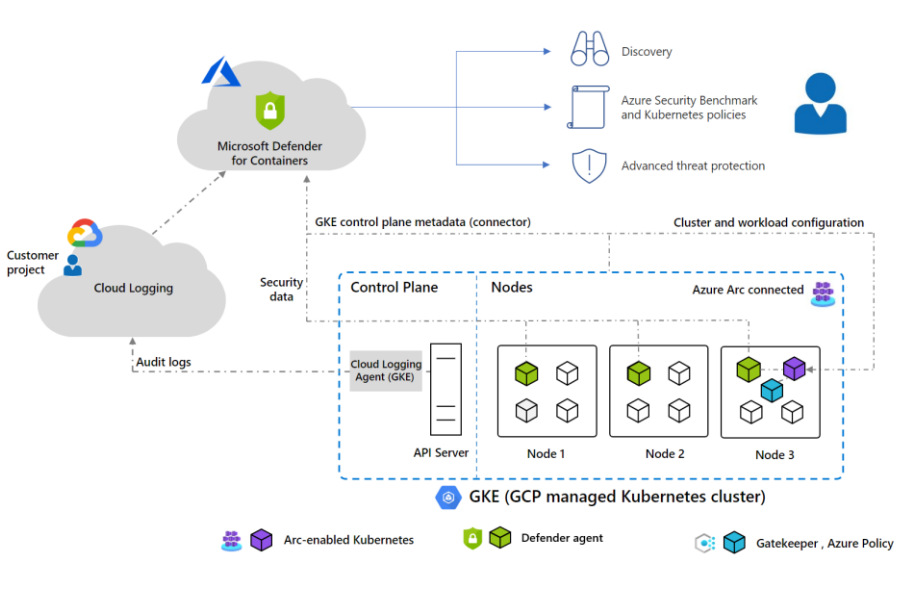 Discovery
Azure Security Benchmark
and Kubernetes policies
Advanced threat protection
Microsoft Defender
for Containers
GKE control plane metadata (connector)
Cluster and workload configuration
Customer
project
Cloud Logging
Security
data
Control Plane
Nodes
Azure Arc connected
Audit logs
Cloud Logging
Agent (GKE)
API Server
Node 1
Node 2
Node 3
GKE (GCP managed Kubernetes cluster)
Arc-enabled Kubernetes
Defender agent
Gatekeeper , Azure Policy